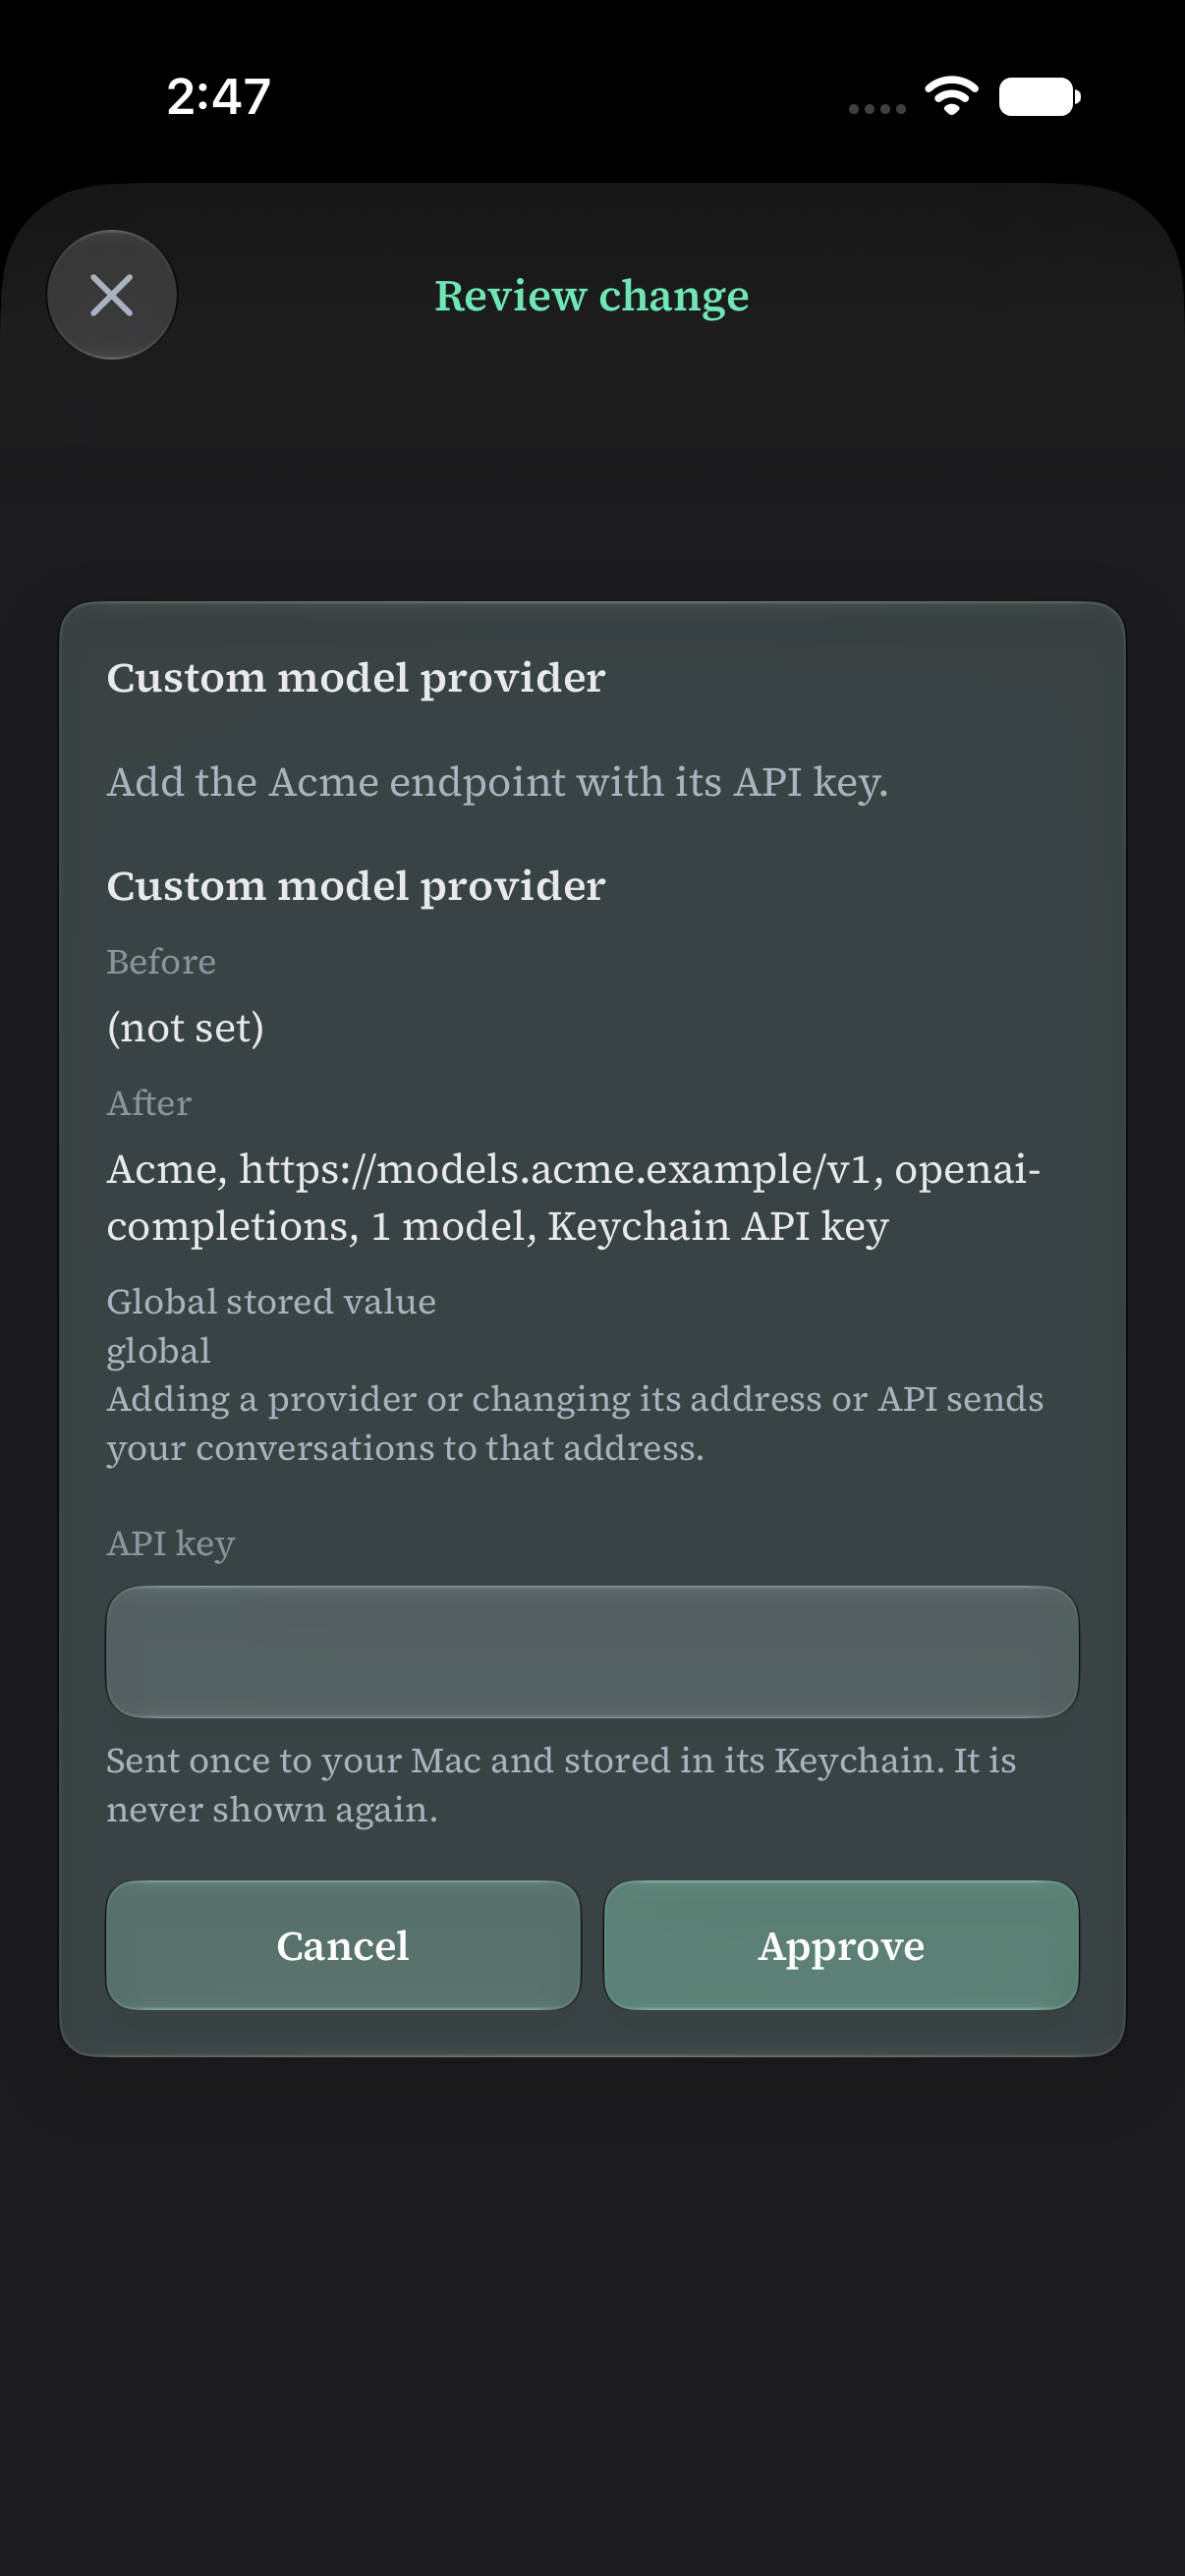 2:47
Review change
Custom model provider
Add the Acme endpoint with its API key.
Custom model provider
Before
(not set)
After
Acme, https://models.acme.example/v1, openai-
completions, 1 model, Keychain API key
Global stored value
global
Adding a provider or changing its address or API sends
your conversations to that address.
API key
Sent once to your Mac and stored in its Keychain. It is
never shown again.
Cancel
Approve